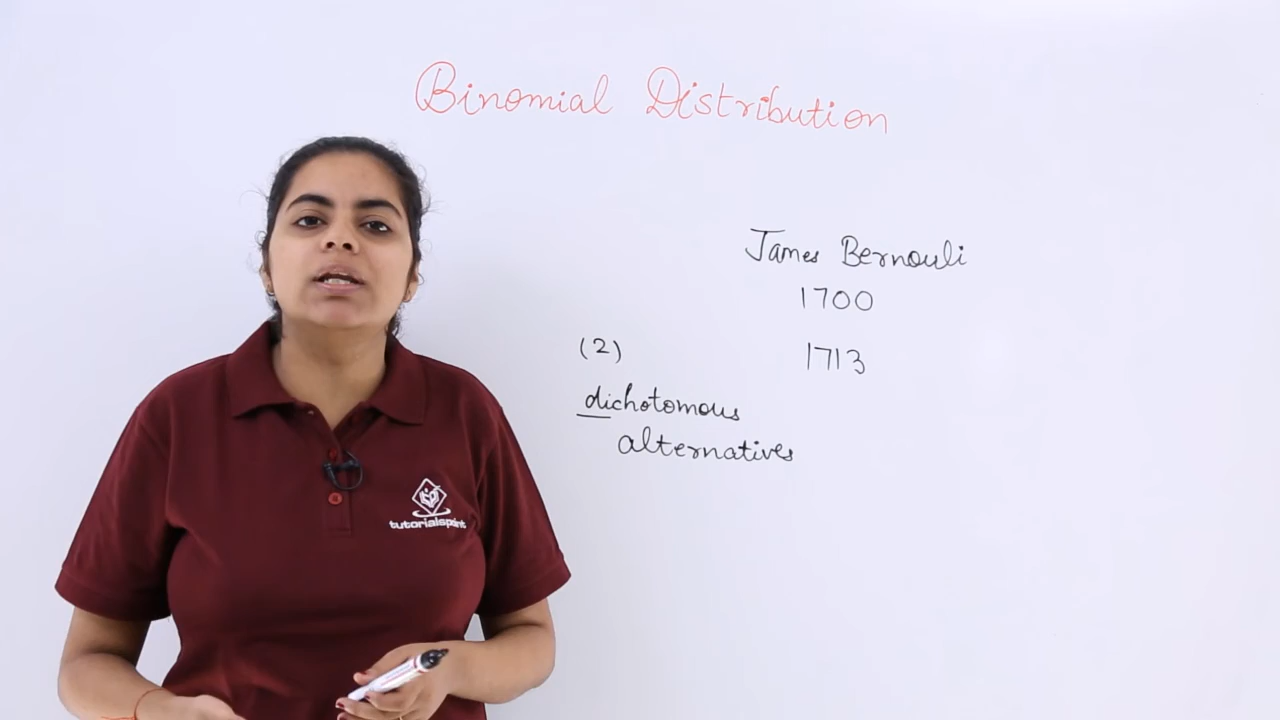 Binomial Distribution
James Bernouli
1700
1713
(2)
dichotomous
alternatives
tutorialspoint